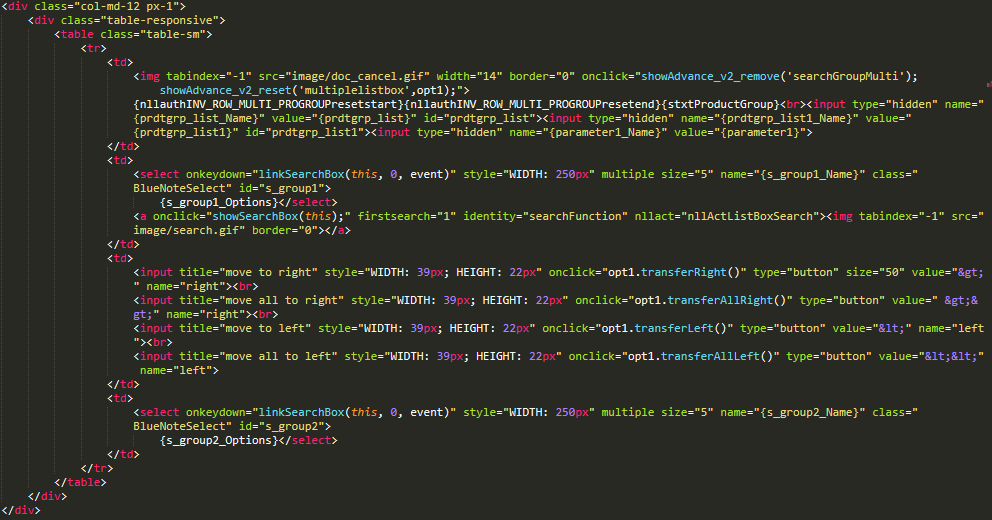 <div class="col-md-12 px-1">
<div class="table-responsive">
<table class="table-sm">
<tr>
<td>
<img tabindex="-1" src="image/doc_cancel.gif" width="14" border="0" onclick="showAdvance_v2_remove('searchGroupMulti');
showAdvance_v2_reset('multiplelistbox',opt1);">
{nllauthINV_ROW_MULTI_PROGROUPresetstart}{nllauthINV_ROW_MULTI_PROGROUPresetend}{stxtProductGroup}<br><input type="hidden" name="
{prdtgrp_list_Name}" value="{prdtgrp_list}" id="prdtgrp_list"><input type="hidden" name="{prdtgrp_list1_Name}" value="
{prdtgrp_list1}" id="prdtgrp_list1"><input type="hidden" name="{parameter1_Name}" value="{parameter1}">
</td>
<td>
<select onkeydown="linkSearchBox(this, 0, event)" style="WIDTH: 250px" multiple size="5" name="{s_group1_Name}" class="
BlueNoteSelect" id="s_group1">
{s_group1_Options}</select>
<a onclick="showSearchBox(this);" firstsearch="1" identity="searchFunction" nllact="nllActListBoxSearch"><img tabindex="-1" src="
image/search.gif" border="0"></a>
</td>
<td>
<input title="move to right" style="WIDTH: 39px; HEIGHT: 22px" onclick="opt1.transferRight()" type="button" size="50" value="&gt;
" name="right"><br>
<input title="move all to right" style="WIDTH: 39px; HEIGHT: 22px" onclick="opt1.transferAllRight()" type="button" value=" &gt;&
gt;" name="right"><br>
<input title="move to left" style="WIDTH: 39px; HEIGHT: 22px" onclick="opt1.transferLeft()" type="button" value="&lt;" name="left
"><br>
<input title="move all to left" style="WIDTH: 39px; HEIGHT: 22px" onclick="opt1.transferAllLeft()" type="button" value="&lt;&lt;"
name="left">
</td>
<td>
<select onkeydown="linkSearchBox(this, 0, event)" style="WIDTH: 250px" multiple size="5" name="{s_group2_Name}" class="
BlueNoteSelect" id="s_group2">
{s_group2_Options}</select>
</td>
</tr>
</table>
</div>
</div>